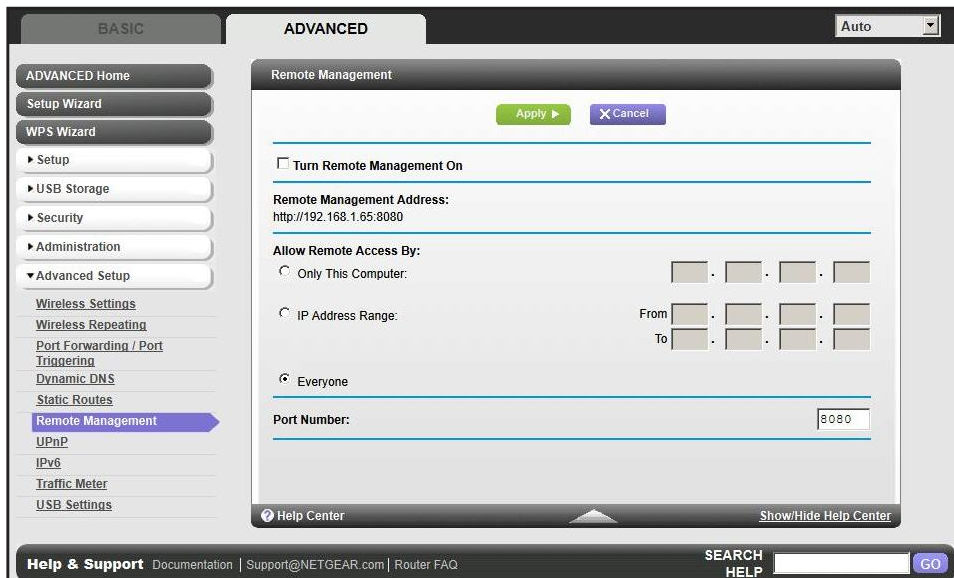 BASIC
ADVANCED
Auto
ADVANCED Home
Setup Wizard
WPS Wizard
Setup
USB Storage
Security
Administration
Advanced Setup
Wireless Settings
Wireless Repeating
Port Forwarding / Port
Triggering
Dynamic DNS
Static Routes
Remote Management
UPnP
IPv6
Traffic Meter
USB Settings
Remote Management
Apply
X Cancel
Turn Remote Management On
Remote Management Address:
http://192.168.1.65:8080
Allow Remote Access By:
Only This Computer: . . .
IP Address Range: From . . .
To . . .
Everyone
Port Number: 8080
? Help Center
Show/Hide Help Center
Help & Support Documentation | Support@NETGEAR.com | Router FAQ
SEARCH
HELP
GO